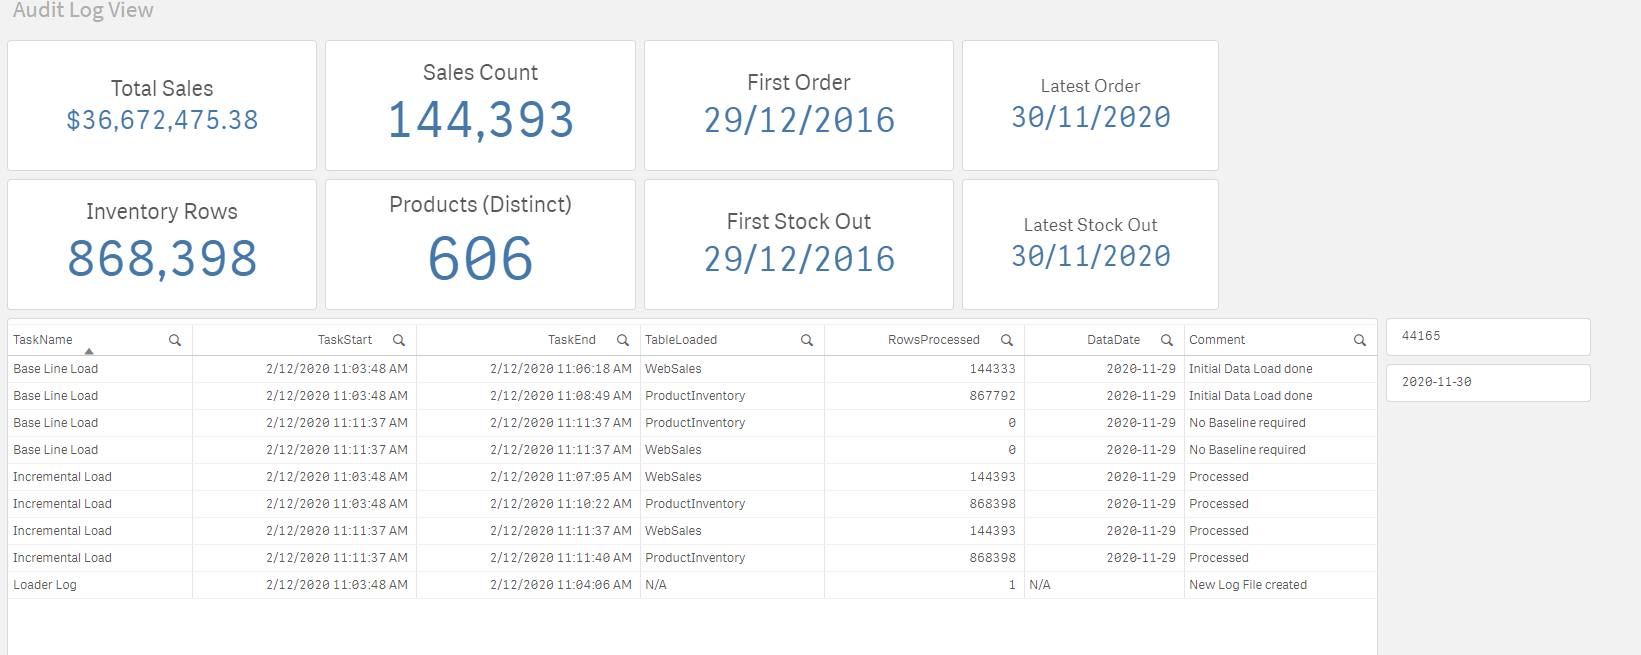 Audit Log View
Total Sales
$36,672,475.38
Sales Count
144,393
First Order
29/12/2016
Latest Order
30/11/2020
Inventory Rows
868,398
Products (Distinct)
606
First Stock Out
29/12/2016
Latest Stock Out
30/11/2020
TaskName TaskStart TaskEnd TableLoaded RowsProcessed DataDate Comment
Base Line Load 2/12/2020 11:03:48 AM 2/12/2020 11:06:18 AM WebSales 144333 2020-11-29 Initial Data Load done
Base Line Load 2/12/2020 11:03:48 AM 2/12/2020 11:08:49 AM ProductInventory 867792 2020-11-29 Initial Data Load done
Base Line Load 2/12/2020 11:11:37 AM 2/12/2020 11:11:37 AM ProductInventory 0 2020-11-29 No Baseline required
Base Line Load 2/12/2020 11:11:37 AM 2/12/2020 11:11:37 AM WebSales 0 2020-11-29 No Baseline required
Incremental Load 2/12/2020 11:03:48 AM 2/12/2020 11:07:05 AM WebSales 144393 2020-11-29 Processed
Incremental Load 2/12/2020 11:03:48 AM 2/12/2020 11:10:22 AM ProductInventory 868398 2020-11-29 Processed
Incremental Load 2/12/2020 11:11:37 AM 2/12/2020 11:11:37 AM WebSales 144393 2020-11-29 Processed
Incremental Load 2/12/2020 11:11:37 AM 2/12/2020 11:11:40 AM ProductInventory 868398 2020-11-29 Processed
Loader Log 2/12/2020 11:03:48 AM 2/12/2020 11:04:06 AM N/A 1 N/A New Log File created
44165
2020-11-30